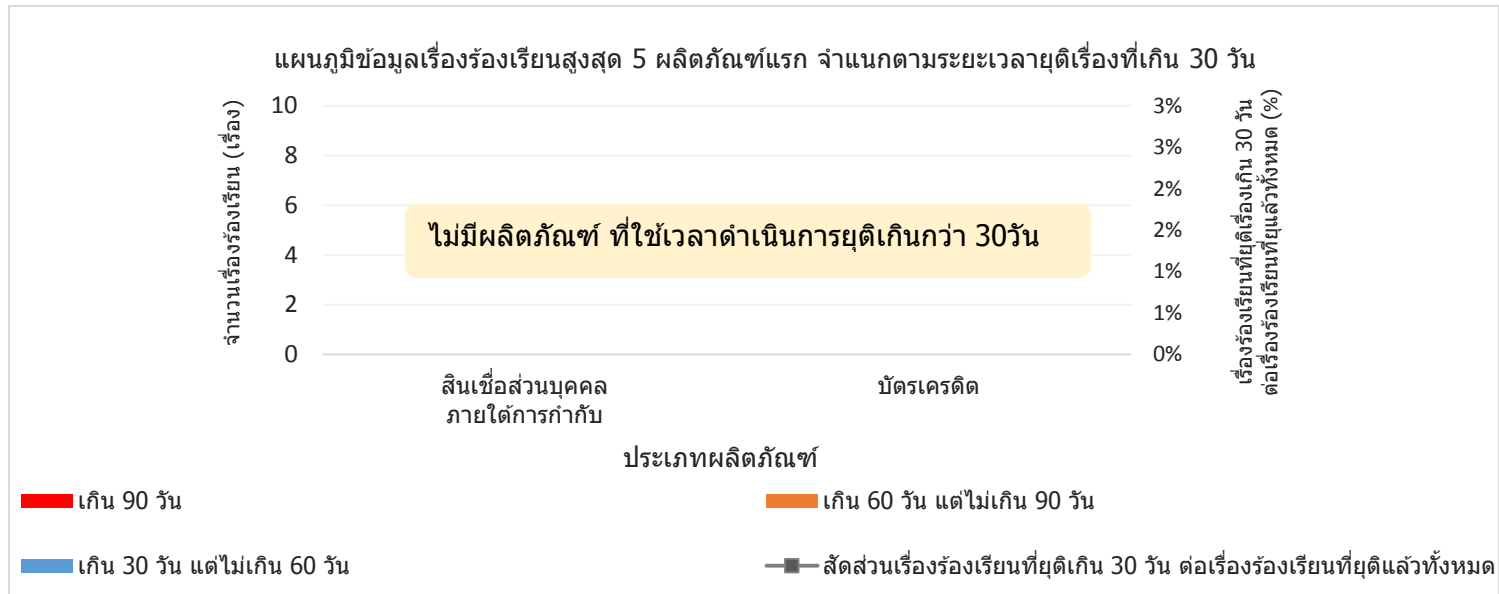 แผนภูมิข้อมูลเรื่องร้องเรียนสูงสุด 5 ผลิตภัณฑ์แรก จำแนกตามระยะเวลายุติเรื่องที่เกิน 30 วัน
จำนวนเรื่องร้องเรียน (เรื่อง)
10
8
6
4
2
0
ไม่มีผลิตภัณฑ์ ที่ใช้เวลาดำเนินการยุติเกินกว่า 30วัน
3%
3%
2%
2%
1%
1%
0%
เรื่องร้องเรียนที่ยุติเรื่องเกิน 30 วัน
ต่อเรื่องร้องเรียนที่ยุแล้วทั้งหมด (%)
สินเชื่อส่วนบุคคล
ภายใต้การกำกับ
บัตรเครดิต
ประเภทผลิตภัณฑ์
เกิน 90 วัน
เกิน 60 วัน แต่ไม่เกิน 90 วัน
เกิน 30 วัน แต่ไม่เกิน 60 วัน
สัดส่วนเรื่องร้องเรียนที่ยุติเกิน 30 วัน ต่อเรื่องร้องเรียนที่ยุติแล้วทั้งหมด